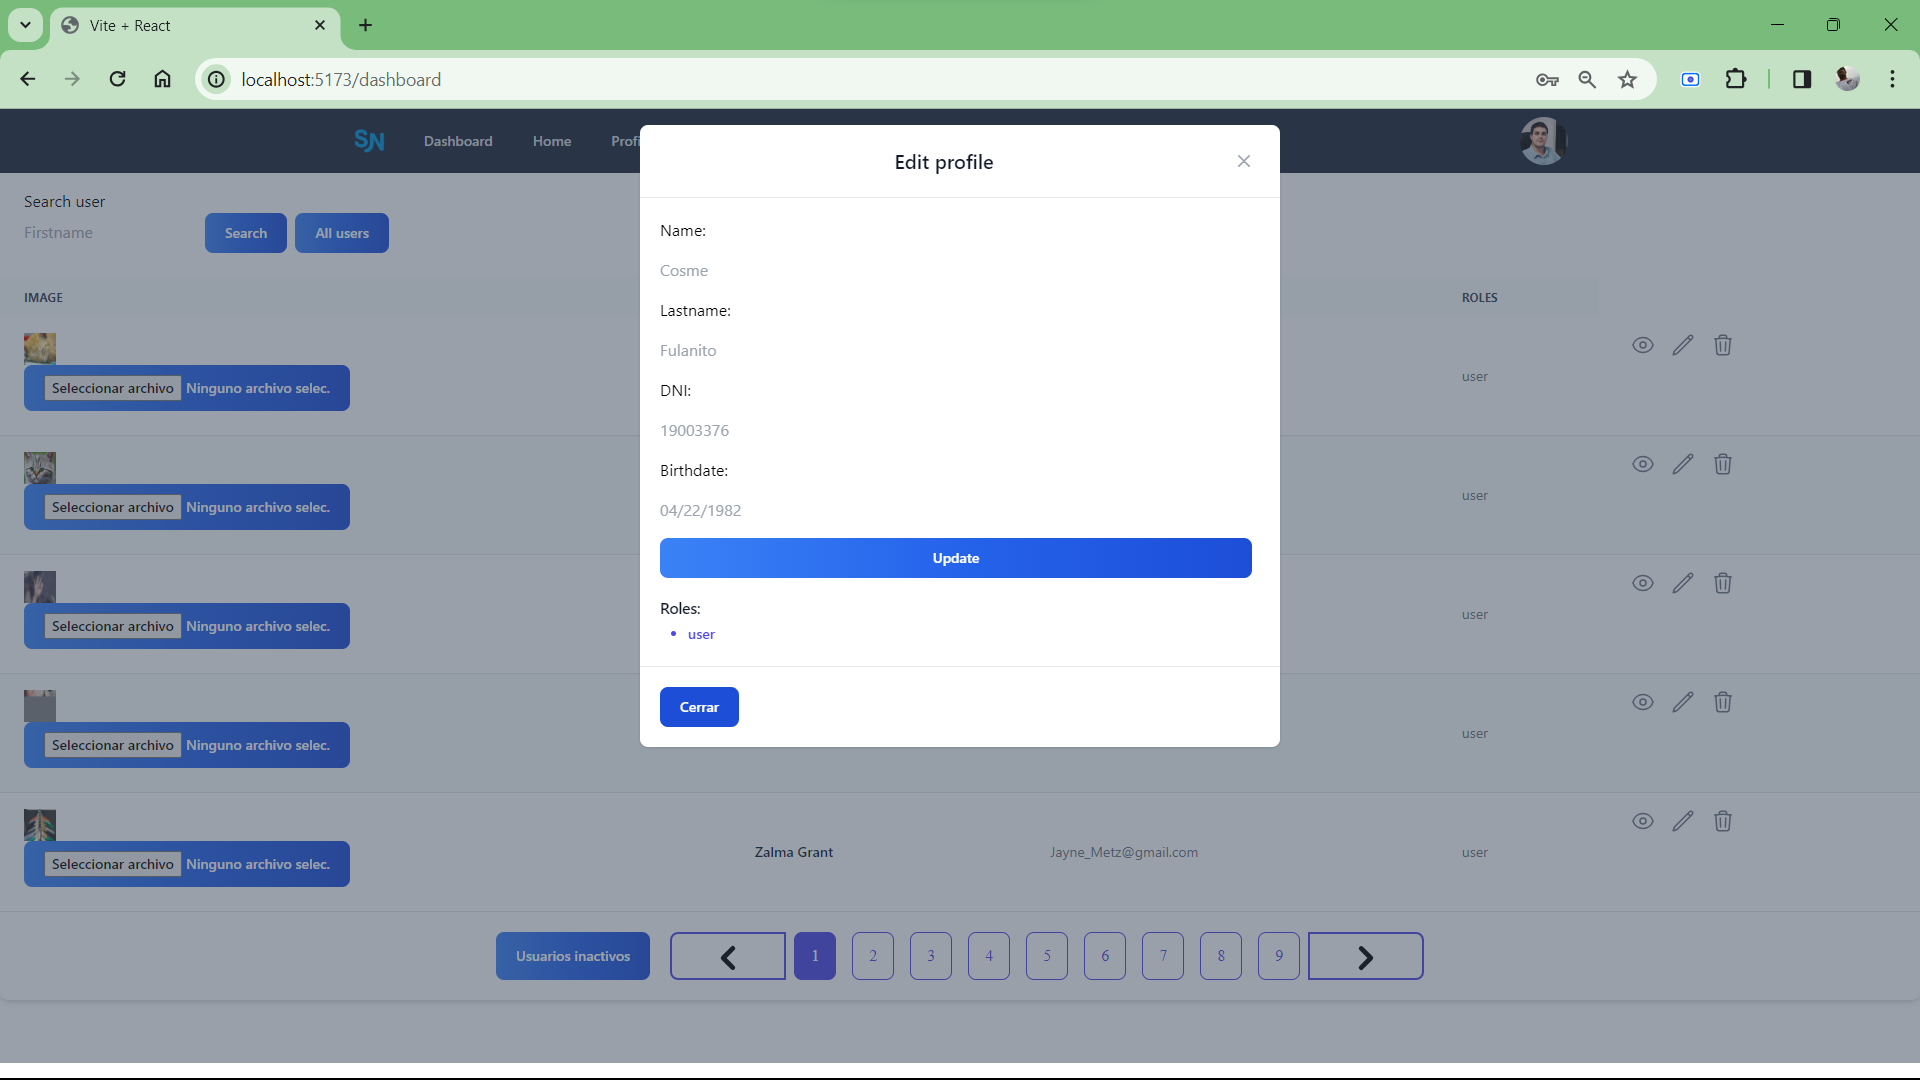 Vite + React
localhost:5173/dashboard
SN
Dashboard
Home
Profi
Edit profile
Search user
Firstname
Search
All users
Name:
Cosme
Lastname:
Fulanito
DNI:
19003376
Birthdate:
04/22/1982
Update
Roles:
user
Cerrar
IMAGE
ROLES
Seleccionar archivo Ninguno archivo selec.
user
Seleccionar archivo Ninguno archivo selec.
user
Seleccionar archivo Ninguno archivo selec.
user
Seleccionar archivo Ninguno archivo selec.
user
Seleccionar archivo Ninguno archivo selec.
Zalma Grant
Jayne_Metz@gmail.com
user
Usuarios inactivos
1
2
3
4
5
6
7
8
9